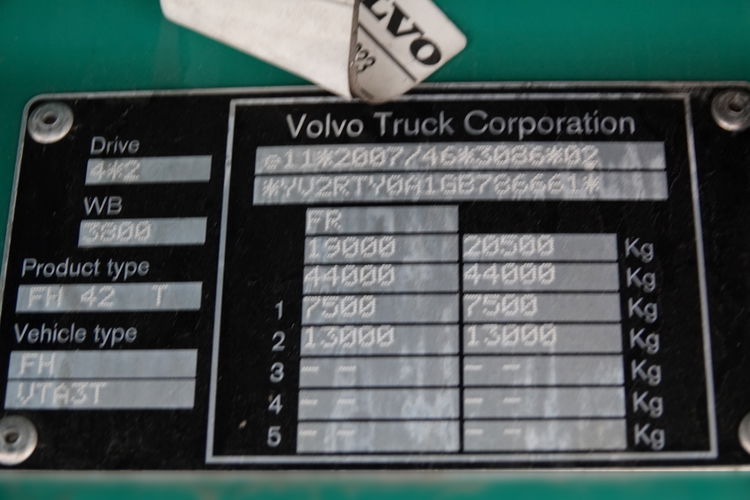 VOLVO
Volvo Truck Corporation
Drive
4*2
WB
3800
Product type
FH 42 T
Vehicle type
FH
VTA3T
e11*2007/46*3086*02
*YV2RTY0A1GB786661*
FR
19000 20500 Kg
44000 44000 Kg
1 7500 7500 Kg
2 13000 13000 Kg
3 -- -- Kg
4 -- -- Kg
5 -- -- Kg